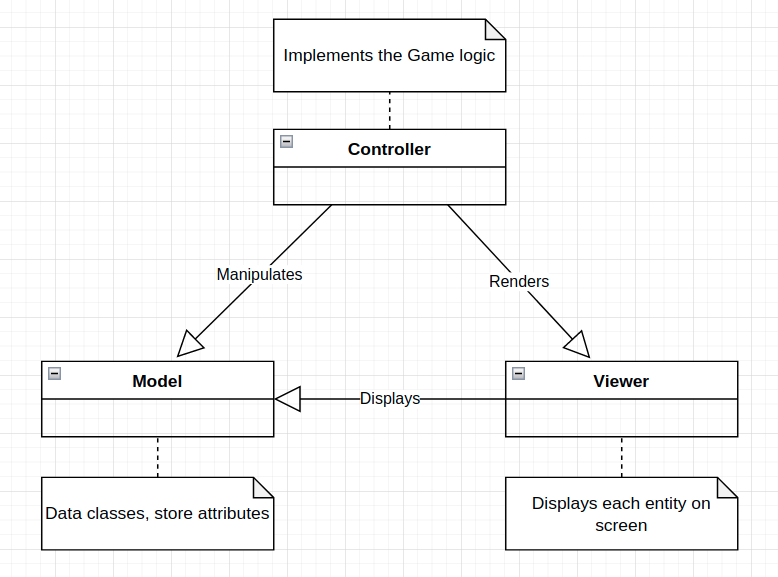 Implements the Game logic
Controller
Manipulates
Renders
Model
Viewer
Displays
Data classes, store attributes
Displays each entity on
screen